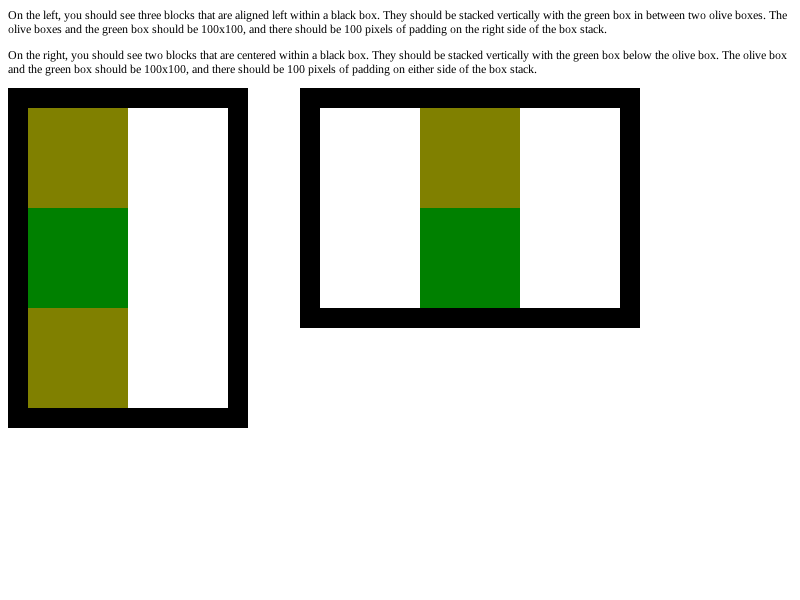 On the left, you should see three blocks that are aligned left within a black box. They should be stacked vertically with the green box in between two olive boxes. The
olive boxes and the green box should be 100x100, and there should be 100 pixels of padding on the right side of the box stack.
On the right, you should see two blocks that are centered within a black box. They should be stacked vertically with the green box below the olive box. The olive box
and the green box should be 100x100, and there should be 100 pixels of padding on either side of the box stack.